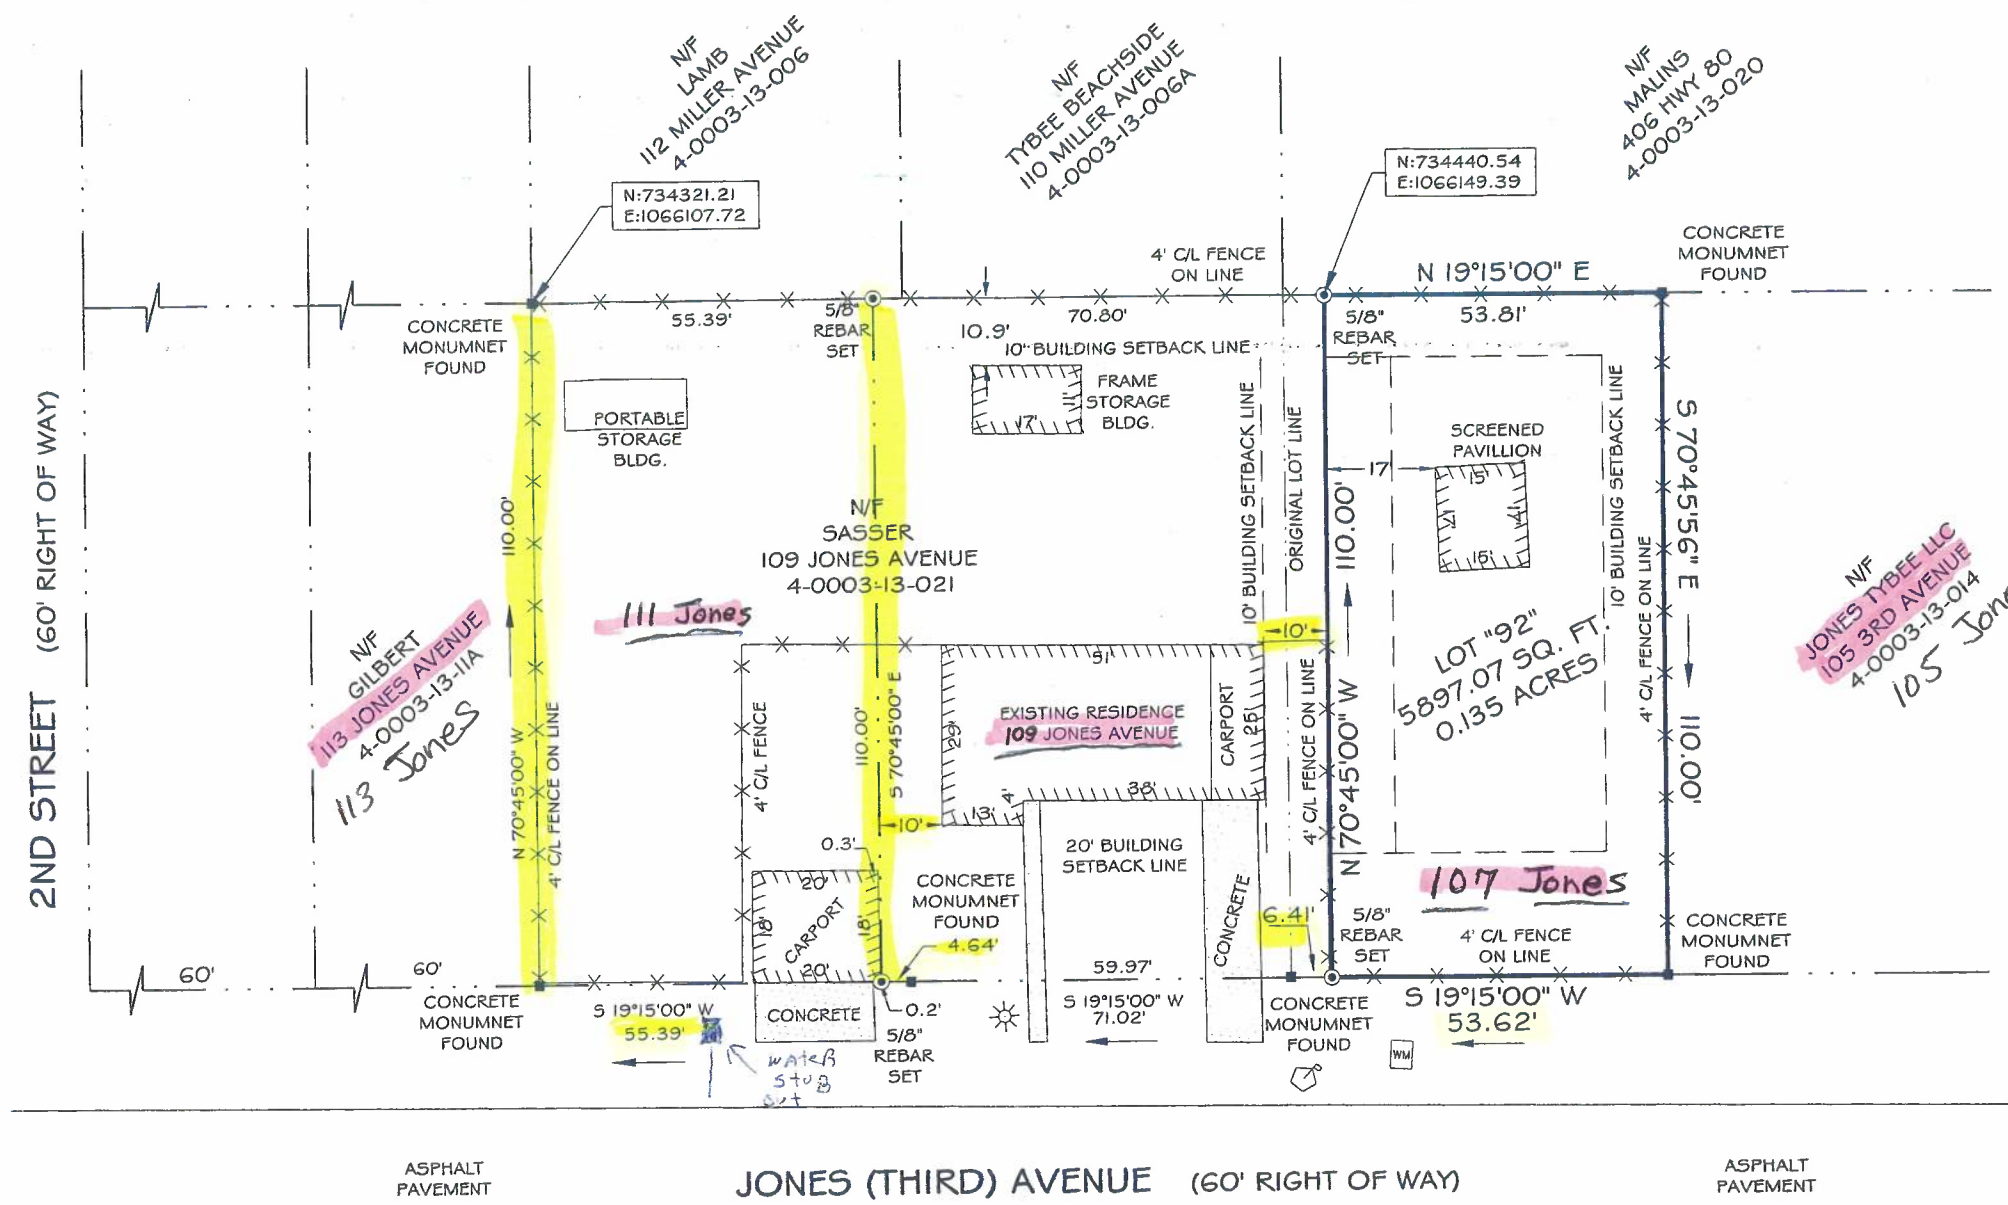 N/F
LAMB
112 MILLER AVENUE
4-0003-13-006
N/F
TYBEE BEACHSIDE
110 MILLER AVENUE
4-0003-13-006A
N/F
MALINS
406 HWY 80
4-0003-13-020
N:734321.21
E:1066107.72
N:734440.54
E:1066149.39
4' C/L FENCE
ON LINE
N 19°15'00" E
CONCRETE
MONUMNET
FOUND
CONCRETE
MONUMNET
FOUND
55.39'
5/8"
REBAR
SET
10.9'
70.80'
10" BUILDING SETBACK LINE
5/8"
REBAR
SET
53.81'
PORTABLE
STORAGE
BLDG.
17'
11'
FRAME
STORAGE
BLDG.
10' BUILDING SETBACK LINE
ORIGINAL LOT LINE
17'
110.00'
SCREENED
PAVILLION
15'
17'
17'
15'
10' BUILDING SETBACK LINE
S 70°45'56" E
110.00'
4' C/L FENCE ON LINE
2ND STREET (60' RIGHT OF WAY)
110.00'
N 70°45'00" W
4' C/L FENCE ON LINE
N/F
SASSER
109 JONES AVENUE
4-0003-13-021
111 Jones
N/F
GILBERT
113 JONES AVENUE
4-0003-13-11A
113 Jones
4' C/L FENCE
110.00'
S 70°45'00" E
10'
51'
29'
EXISTING RESIDENCE
109 JONES AVENUE
CARPORT
25'
38'
4'
13'
10'
4' C/L FENCE ON LINE
N 70°45'00" W
LOT "92"
5897.07 SQ. FT.
0.135 ACRES
N/F
JONES TYBEE LLC
105 3RD AVENUE
4-0003-13-014
105 Jones
0.3'
20'
18'
CARPORT
18'
20'
CONCRETE
MONUMNET
FOUND
4.64'
20' BUILDING
SETBACK LINE
CONCRETE
6.41'
5/8"
REBAR
SET
107 Jones
4' C/L FENCE
ON LINE
CONCRETE
MONUMNET
FOUND
60'
60'
CONCRETE
MONUMNET
FOUND
S 19°15'00" W
55.39'
CONCRETE
0.2'
5/8"
REBAR
SET
59.97'
S 19°15'00" W
71.02'
CONCRETE
MONUMNET
FOUND
S 19°15'00" W
53.62'
WM
WATER
Stub
out
ASPHALT
PAVEMENT
JONES (THIRD) AVENUE (60' RIGHT OF WAY)
ASPHALT
PAVEMENT